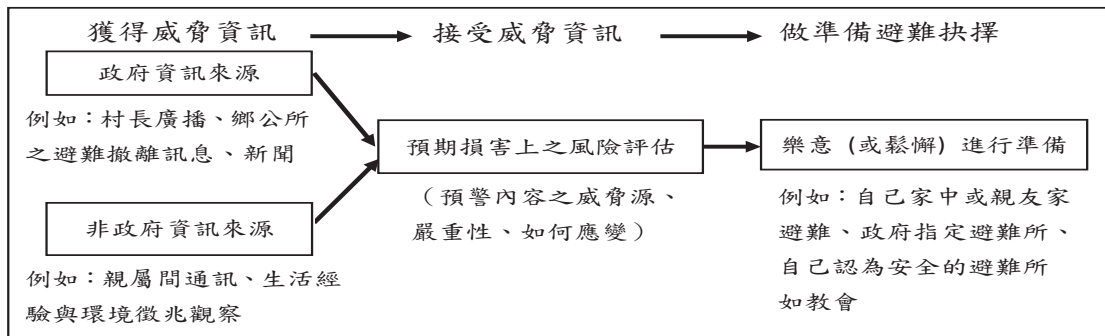 獲得威脅資訊 接受威脅資訊 做準備避難抉擇
政府資訊來源
例如：村長廣播、鄉公所
之避難撤離訊息、新聞
非政府資訊來源
例如：親屬間通訊、生活經
驗與環境徵兆觀察
預期損害上之風險評估
（預警內容之威脅源、
嚴重性、如何應變）
樂意 (或鬆懈) 進行準備
例如：自己家中或親友家
避難、政府指定避難所、
自己認為安全的避難所
如教會